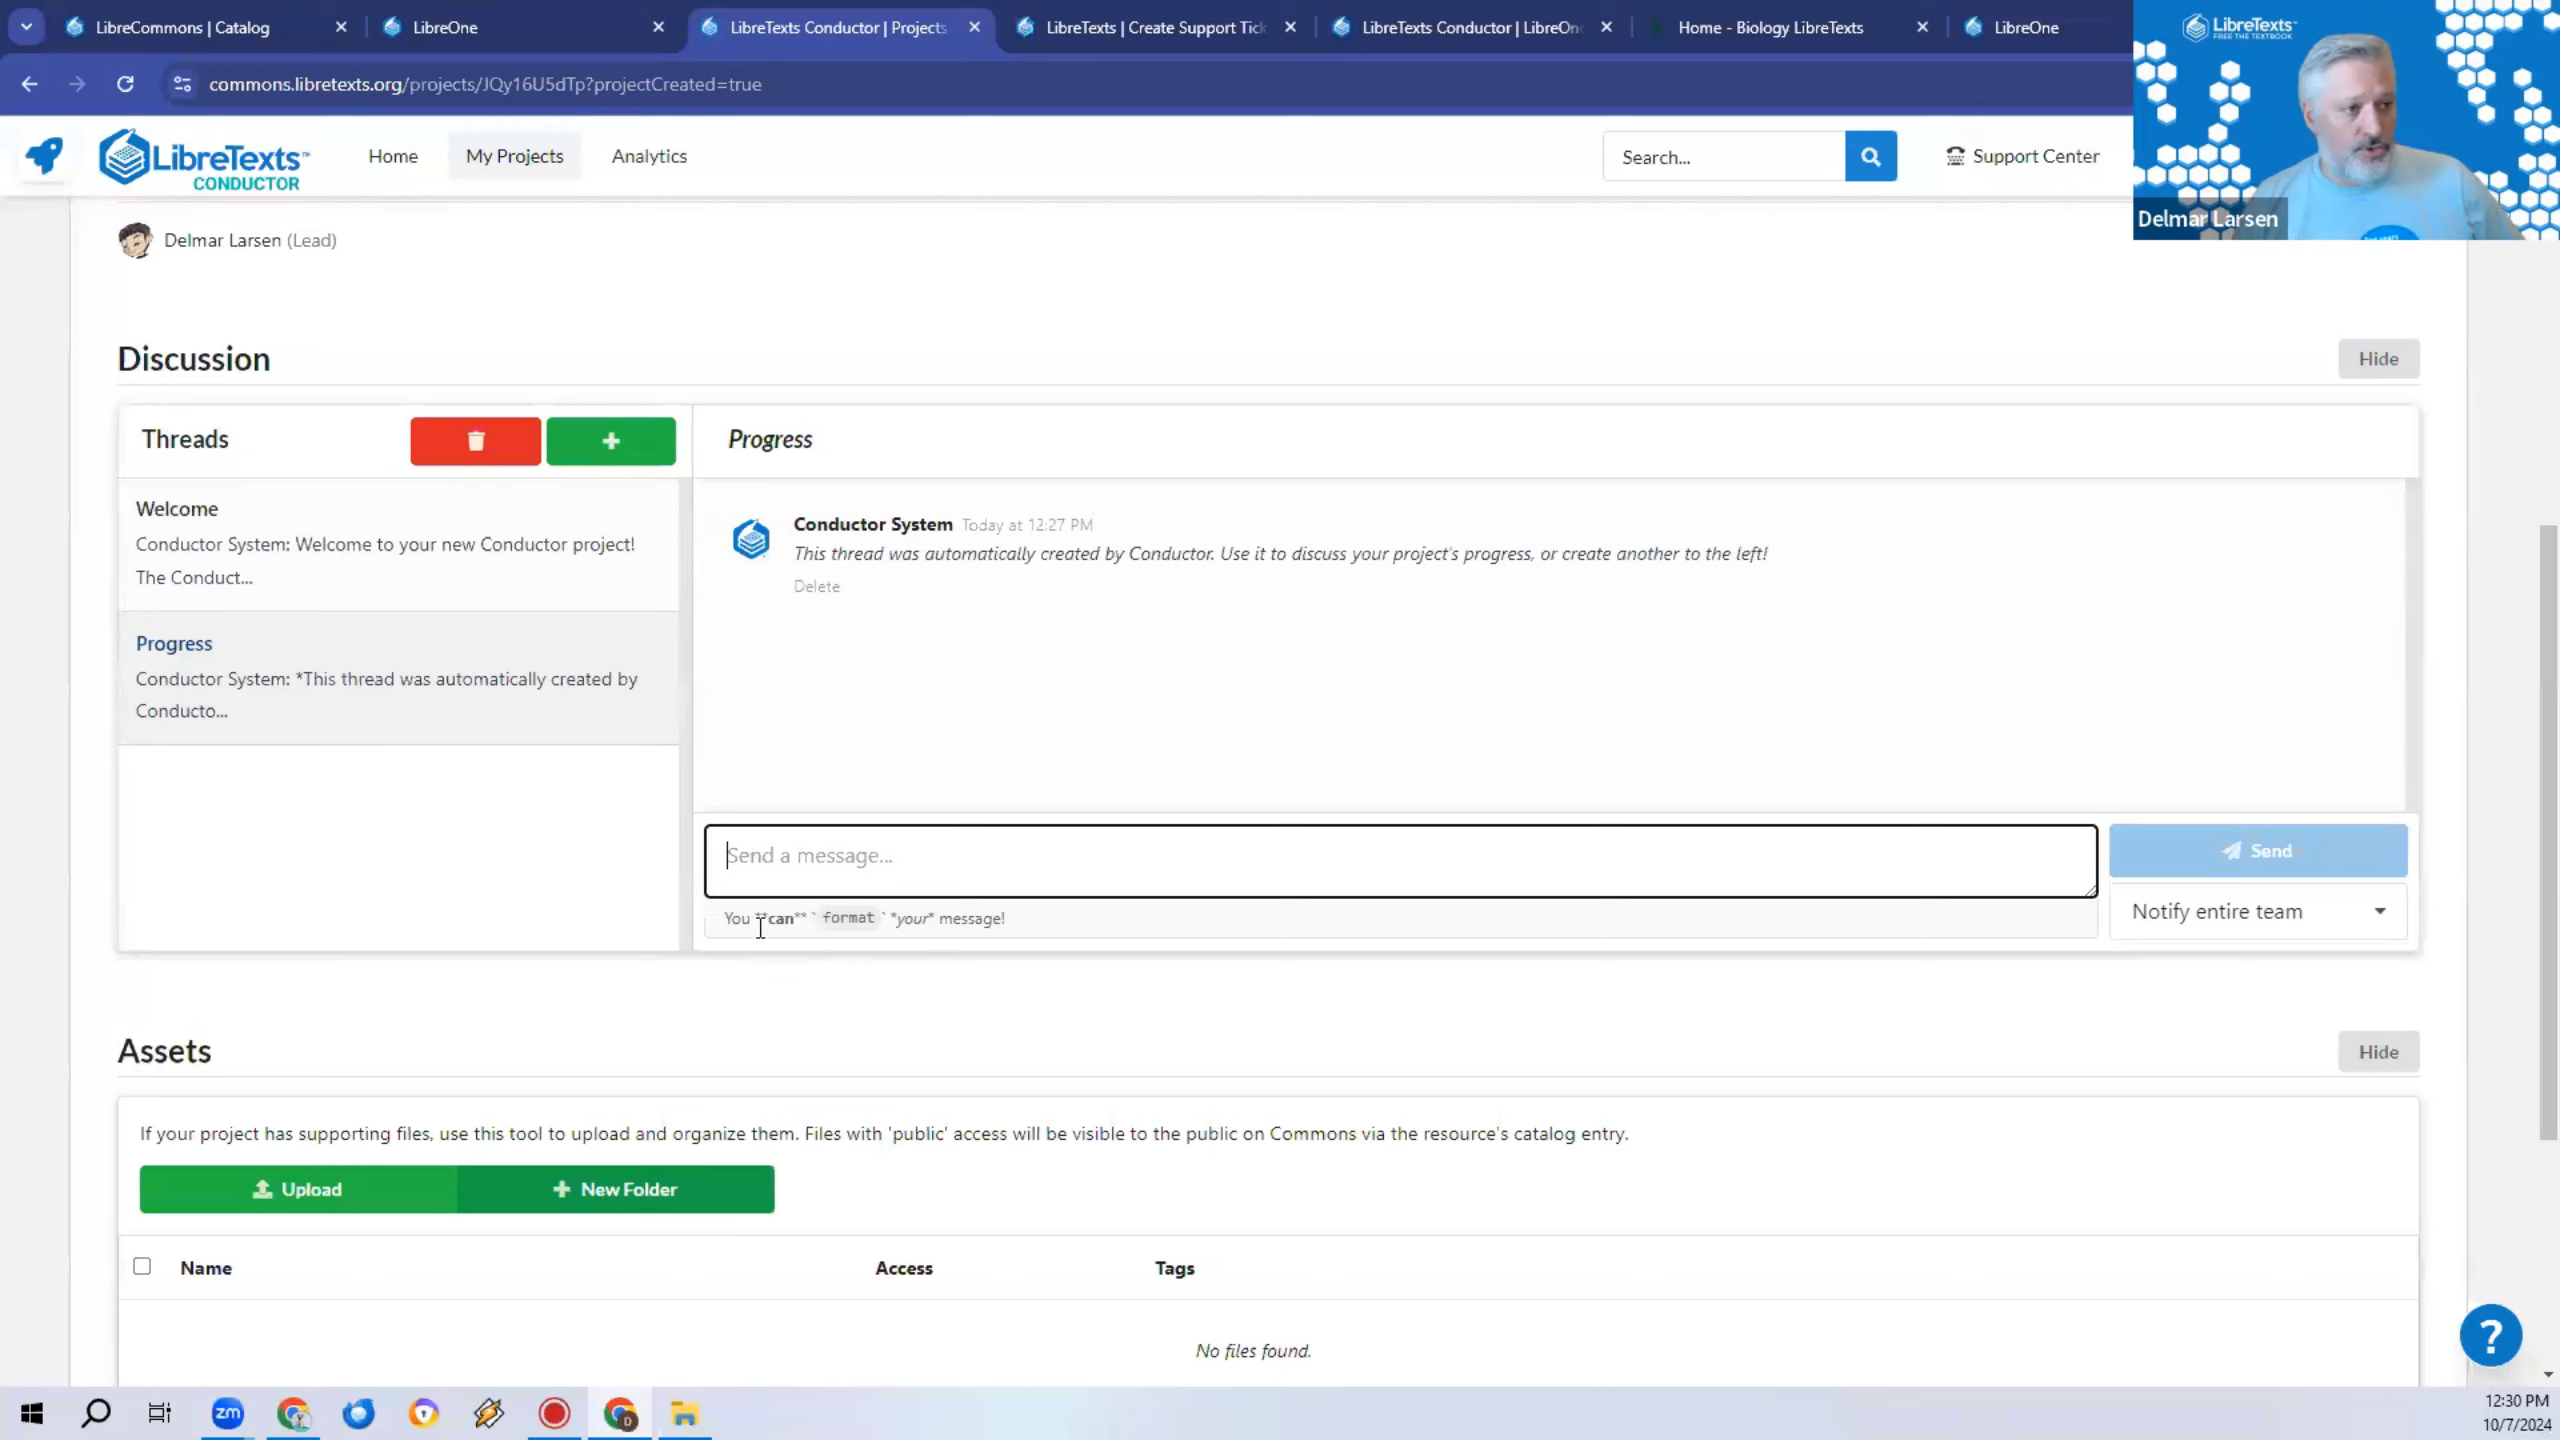 LibreCommons | Catalog
LibreOne
LibreTexts Conductor | Projects
LibreTexts | Create Support Tick
LibreTexts Conductor | LibreOn
Home - Biology LibreTexts
LibreOne
commons.libretexts.org/projects/JQy16U5dTp?projectCreated=true
LibreTexts™
FREE THE TEXTBOOK
Delmar Larsen
LibreTexts™
CONDUCTOR
Home
My Projects
Analytics
Search...
Support Center
Delmar Larsen (Lead)
Discussion
Hide
Threads
Progress
Welcome
Conductor System: Welcome to your new Conductor project!
The Conduct...
Progress
Conductor System: *This thread was automatically created by
Conducto...
Conductor System Today at 12:27 PM
This thread was automatically created by Conductor. Use it to discuss your project's progress, or create another to the left!
Delete
Send a message...
Send
You **can** ` format ` *your* message!
Notify entire team
Assets
Hide
If your project has supporting files, use this tool to upload and organize them. Files with 'public' access will be visible to the public on Commons via the resource's catalog entry.
Upload
New Folder
Name
Access
Tags
No files found.
?
zm
D
12:30 PM
10/7/2024